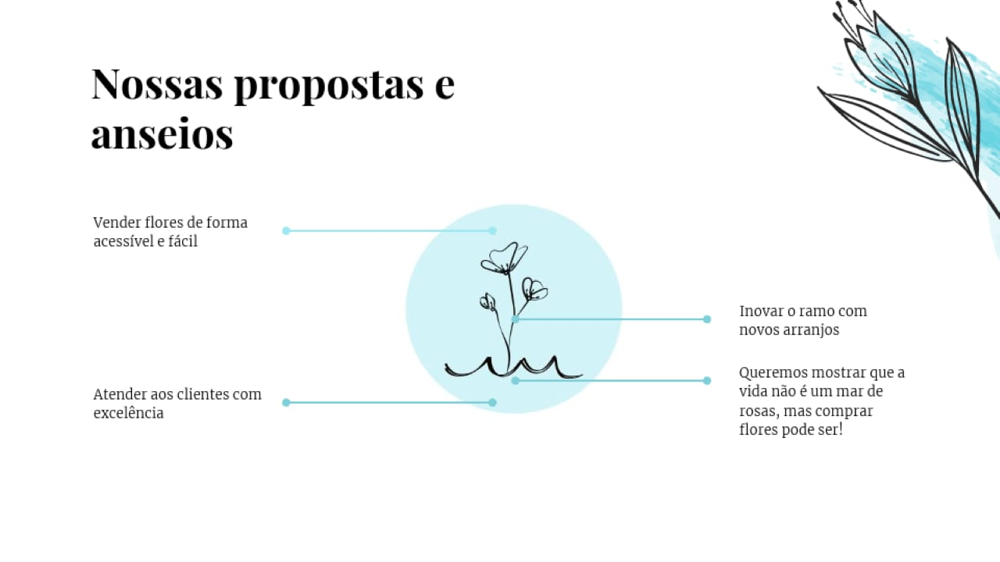 Nossas propostas e
anseios
Vender flores de forma
acessível e fácil
Atender aos clientes com
excelência
Inovar o ramo com
novos arranjos
Queremos mostrar que a
vida não é um mar de
rosas, mas comprar
flores pode ser!